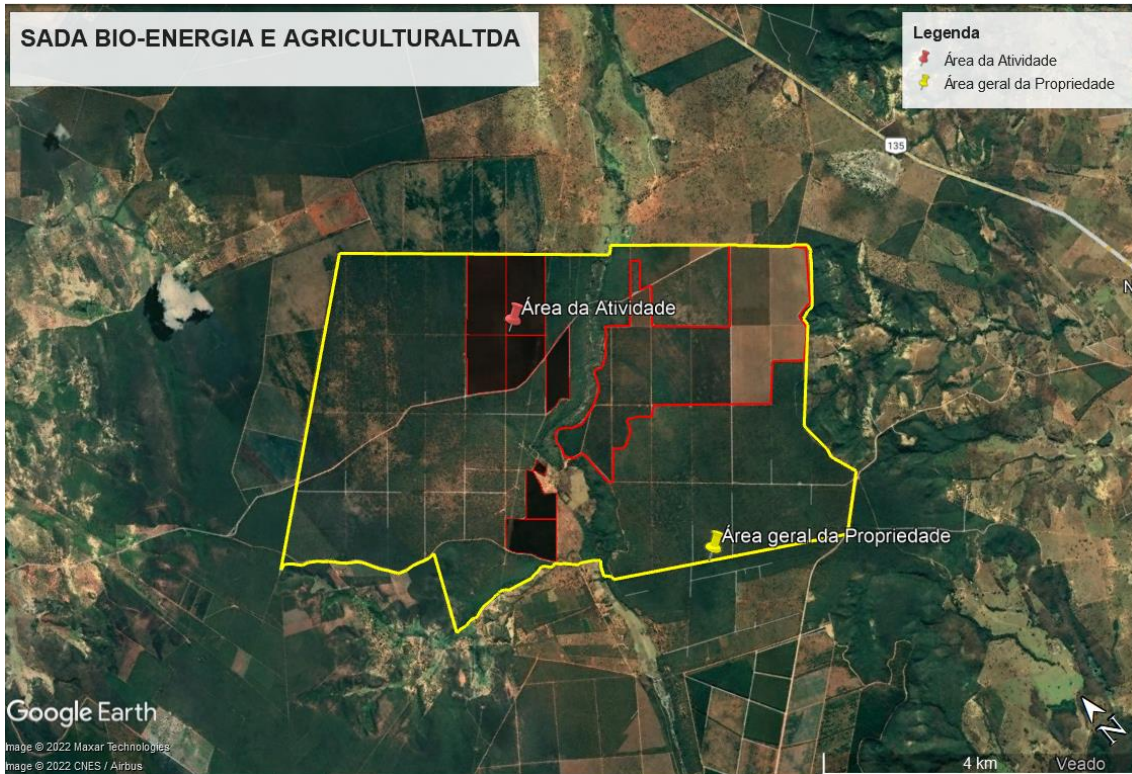 SADA BIO-ENERGIA E AGRICULTURALTDA
Legenda
Área da Atividade
Área geral da Propriedade
135
N
Área da Atividade
Área geral da Propriedade
Google Earth
Image © 2022 Maxar Technologies
Image © 2022 CNES / Airbus
4 km
Veado
N